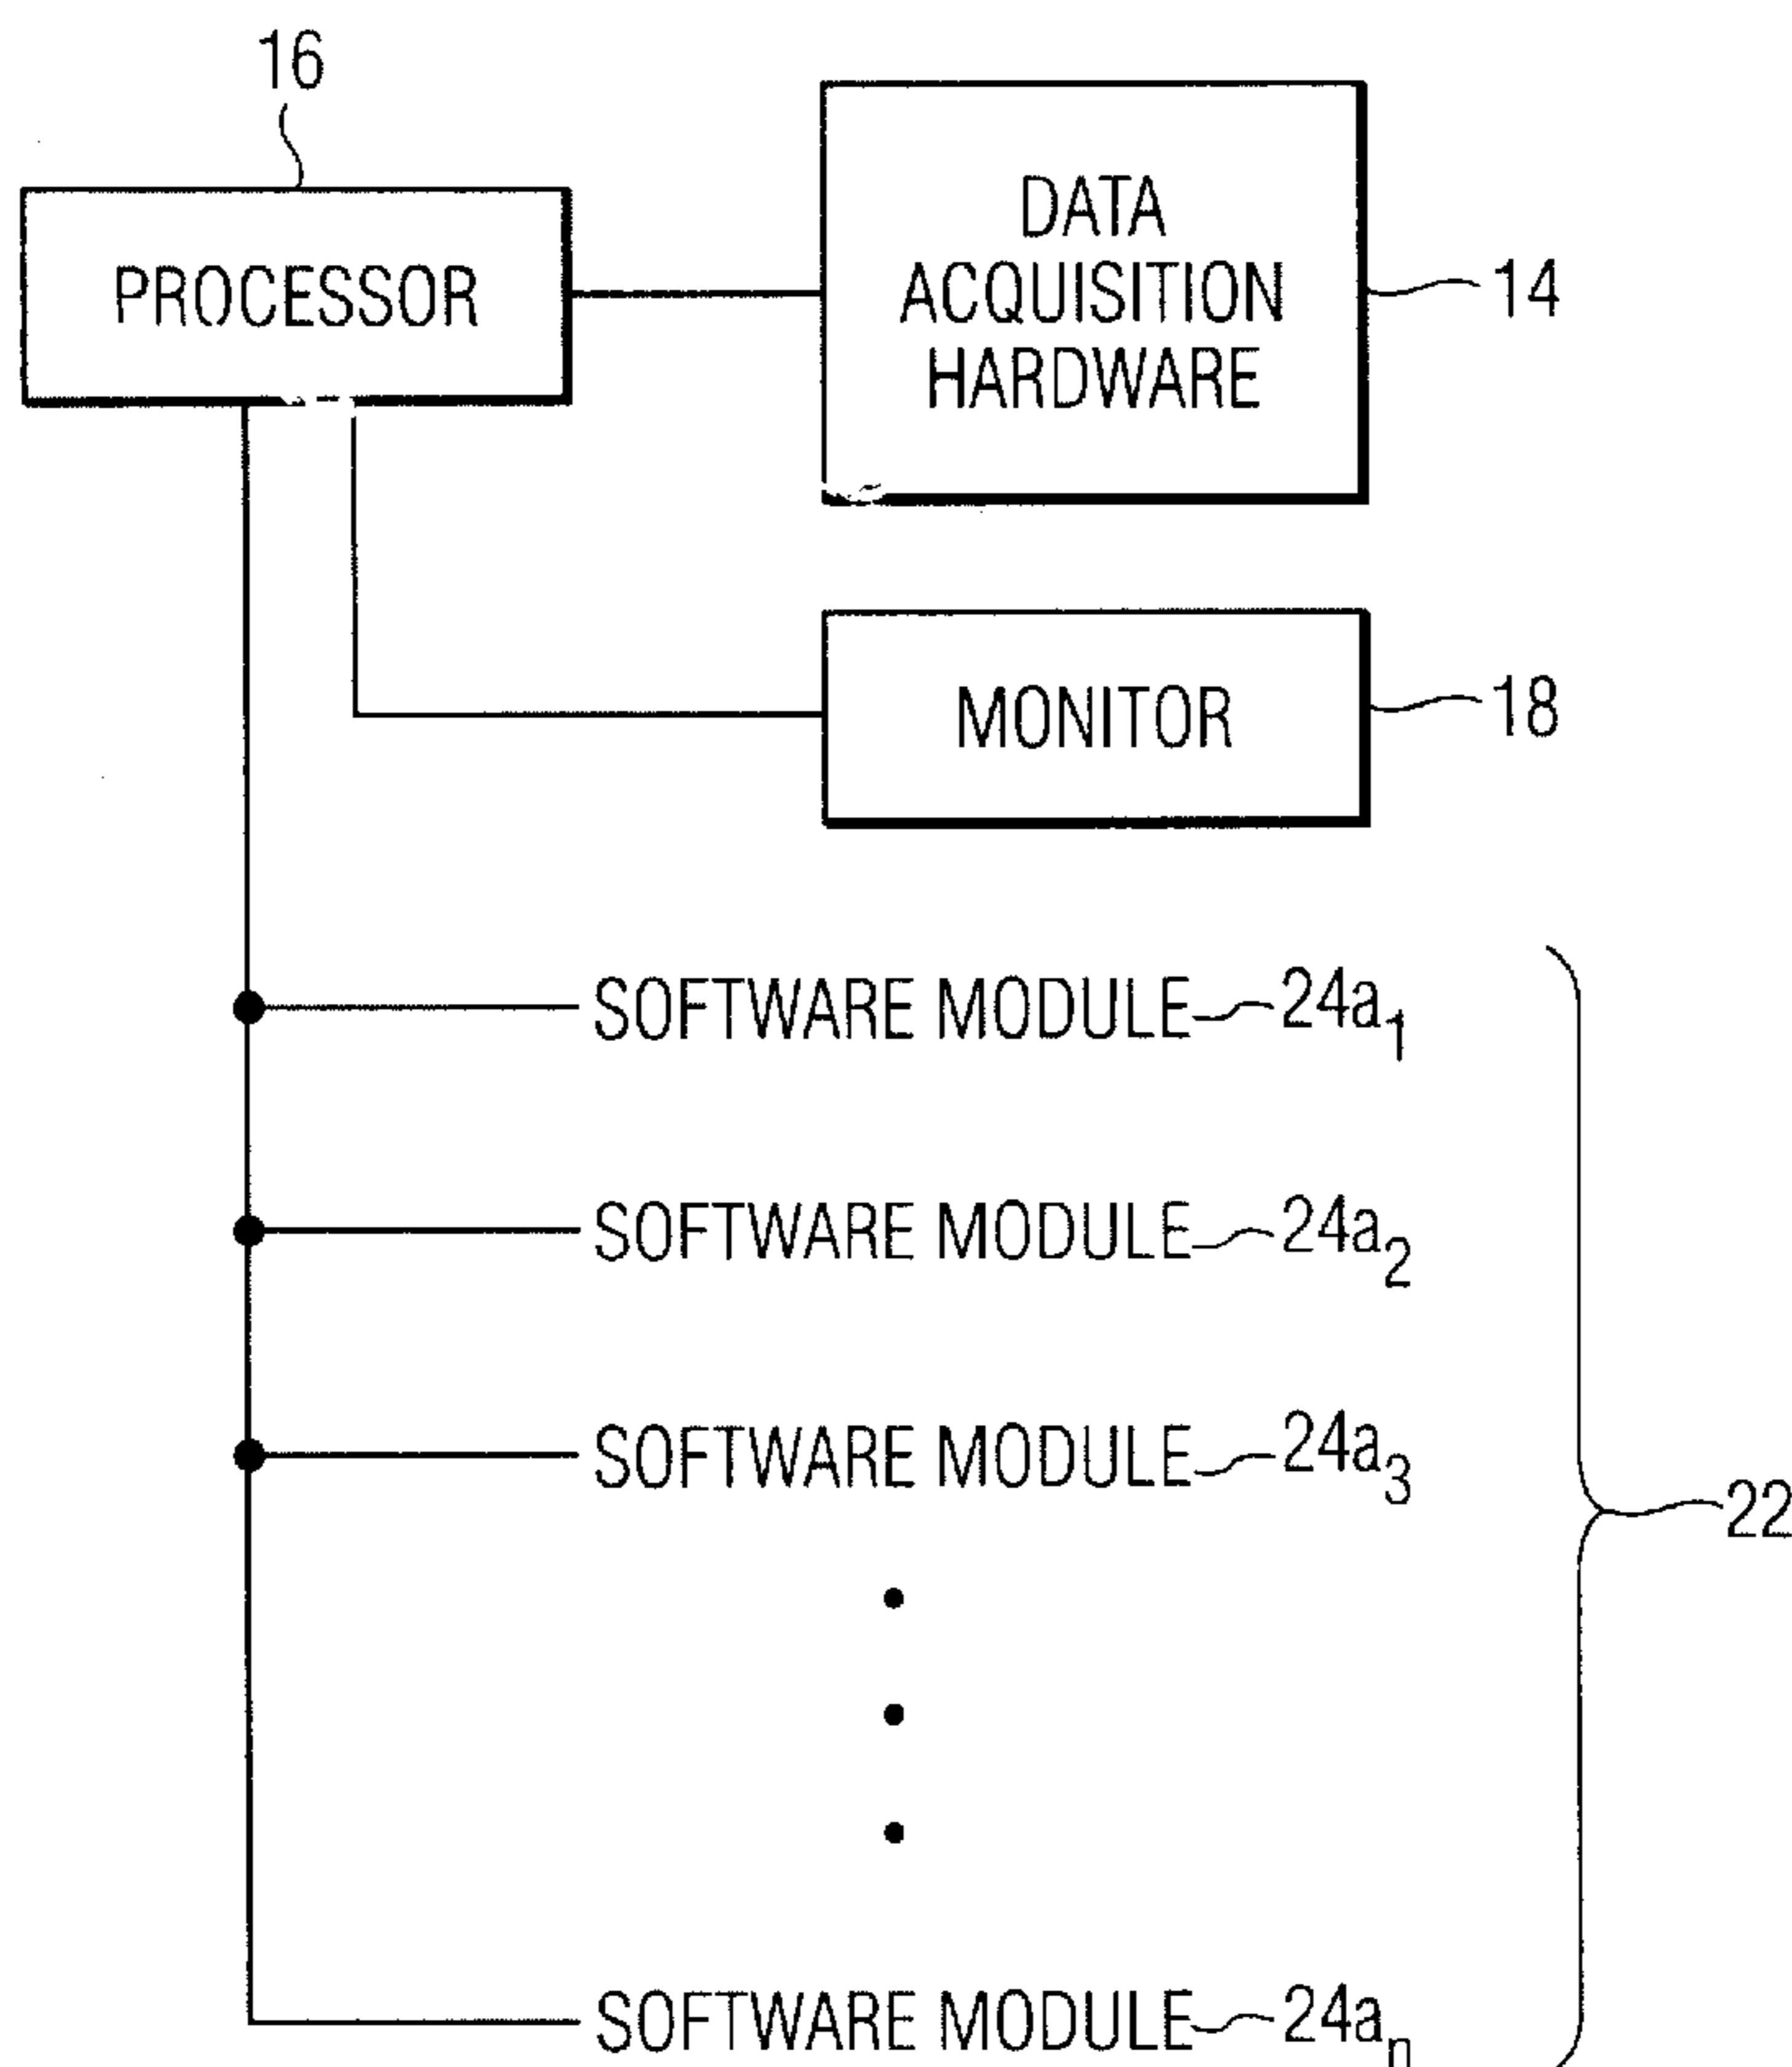 16
PROCESSOR
DATA
ACQUISITION
HARDWARE
14
MONITOR
18
SOFTWARE MODULE 24a1
SOFTWARE MODULE 24a2
SOFTWARE MODULE 24a3
22
SOFTWARE MODULE 24an